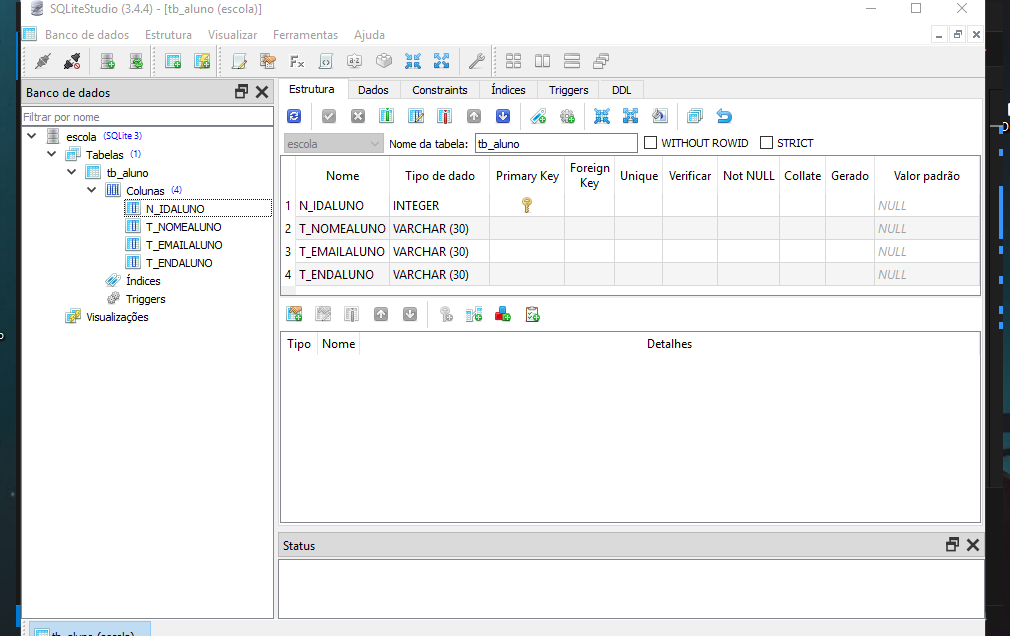 SQLiteStudio (3.4.4) - [tb_aluno (escola)]
Banco de dados Estrutura Visualizar Ferramentas Ajuda
Banco de dados
Filtrar por nome
escola (SQLite 3)
Tabelas (1)
tb_aluno
Colunas (4)
N_IDALUNO
T_NOMEALUNO
T_EMAILALUNO
T_ENDALUNO
Índices
Triggers
Visualizações
Estrutura Dados Constraints Índices Triggers DDL
escola Nome da tabela: tb_aluno WITHOUT ROWID STRICT
Nome Tipo de dado Primary Key Foreign Key Unique Verificar Not NULL Collate Gerado Valor padrão
1 N_IDALUNO INTEGER NULL
2 T_NOMEALUNO VARCHAR (30) NULL
3 T_EMAILALUNO VARCHAR (30) NULL
4 T_ENDALUNO VARCHAR (30) NULL
Tipo Nome Detalhes
Status
tb_aluno (escola)